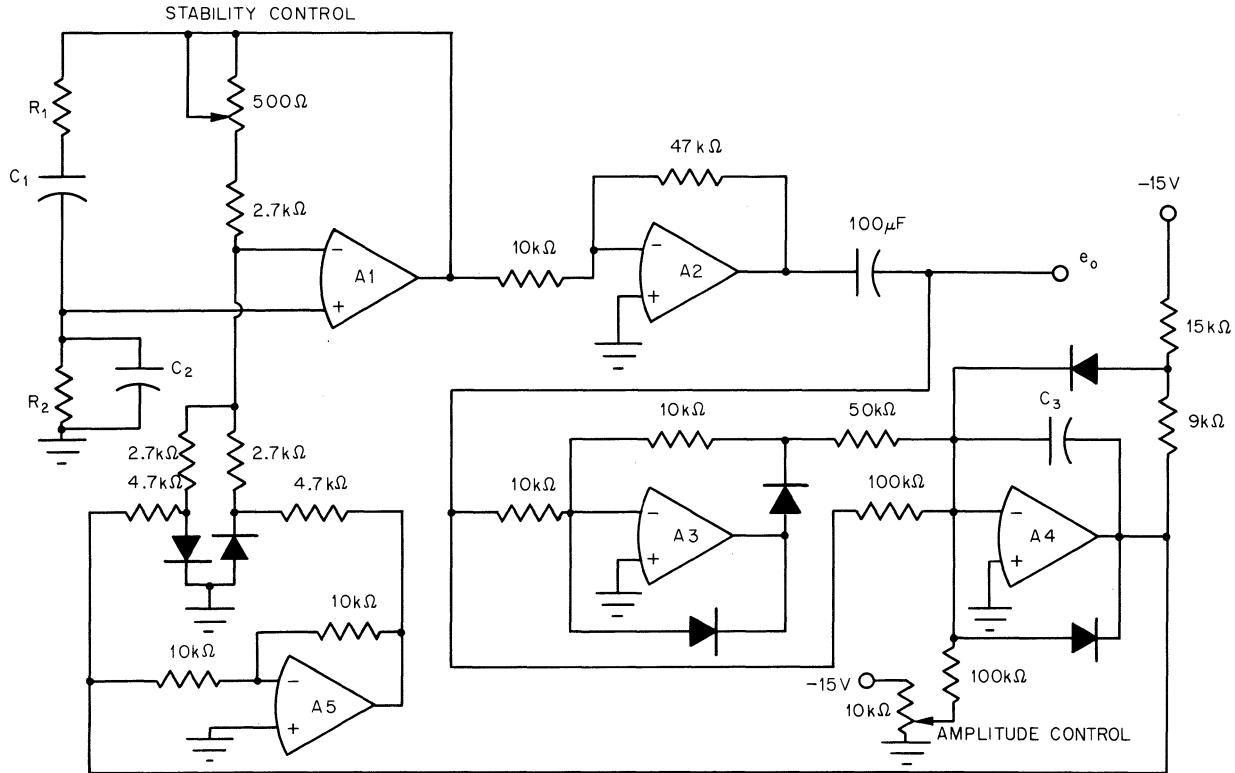 STABILITY CONTROL
R1
500Ω
C1
2.7kΩ
47kΩ
-15V
100μF
10kΩ
−
A1
+
−
A2
+
eo
15kΩ
C2
R2
10kΩ
50kΩ
C3
9kΩ
2.7kΩ
2.7kΩ
4.7kΩ
4.7kΩ
10kΩ
100kΩ
−
A3
+
−
A4
+
10kΩ
10kΩ
−
A5
+
-15V
100kΩ
10kΩ
AMPLITUDE CONTROL